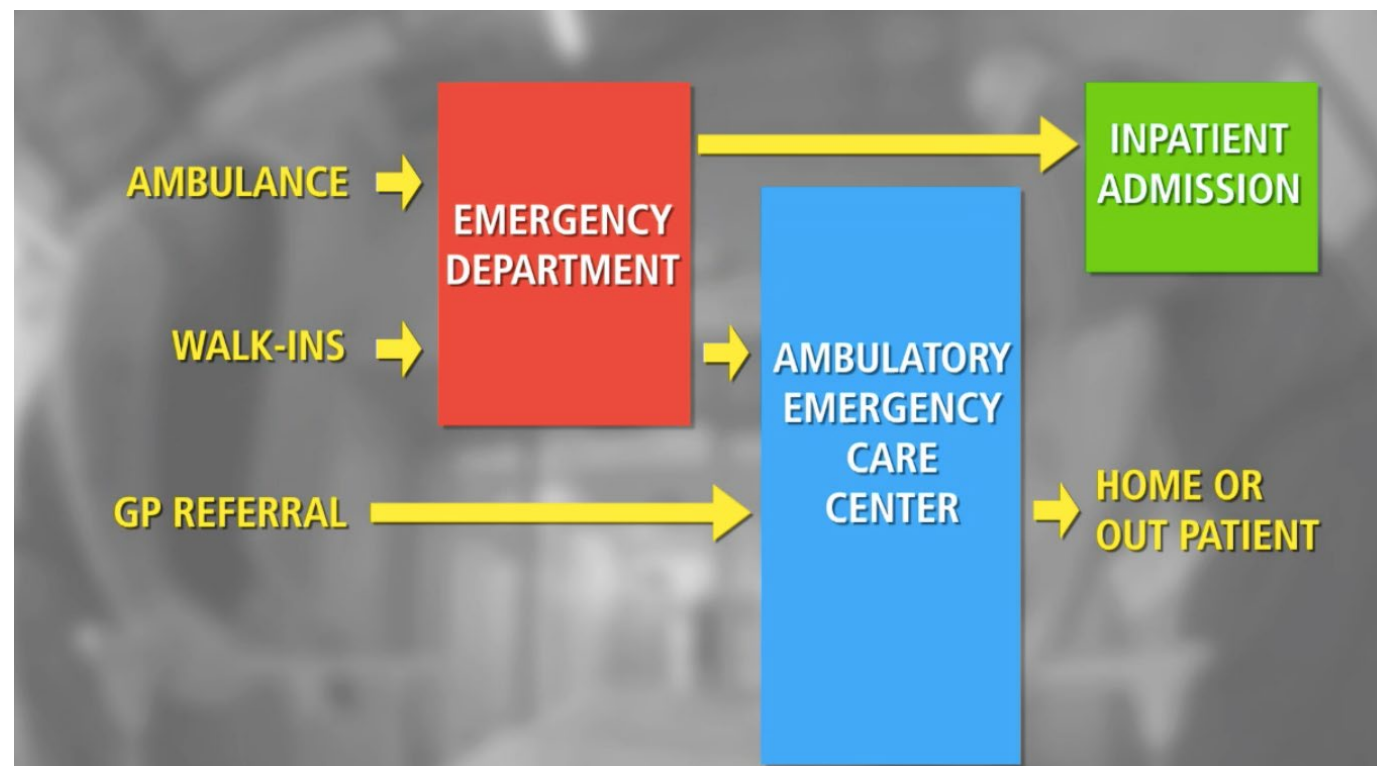 AMBULANCE
WALK-INS
GP REFERRAL
EMERGENCY
DEPARTMENT
AMBULATORY
EMERGENCY
CARE
CENTER
INPATIENT
ADMISSION
HOME OR
OUT PATIENT